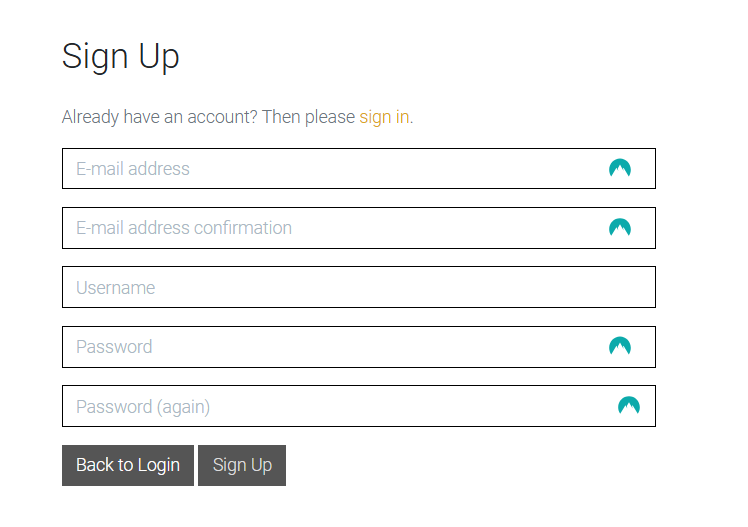 Sign Up
Already have an account? Then please sign in.
E-mail address
E-mail address confirmation
Username
Password
Password (again)
Back to Login Sign Up